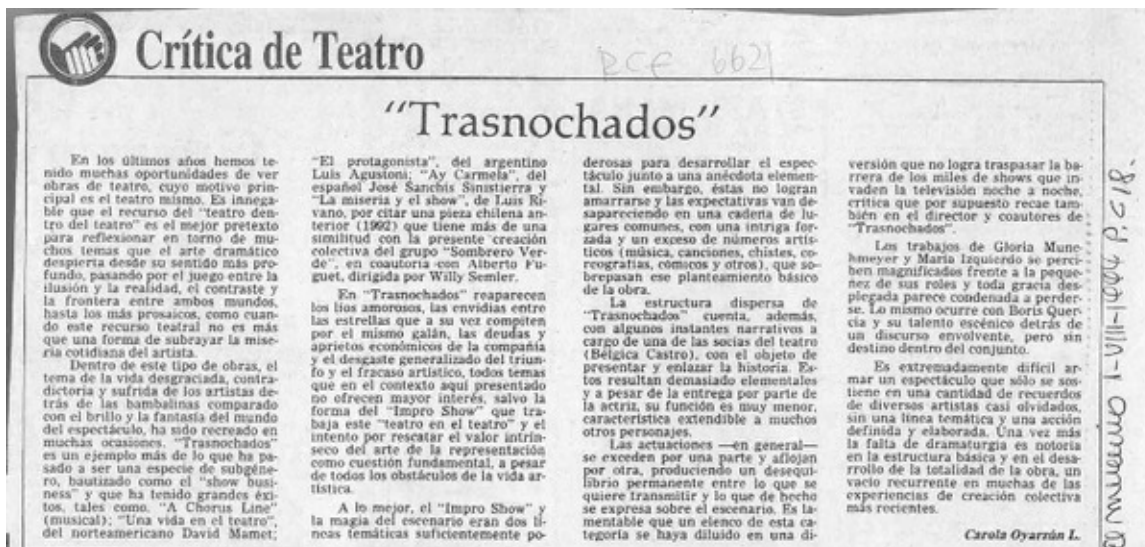 Crítica de Teatro
RCE 6621
"Trasnochados"
En los últimos años hemos te-
nido muchas oportunidades de ver
obras de teatro, cuyo motivo prin-
cipal es el teatro mismo. Es innega-
ble que el recurso del "teatro den-
tro del teatro" es el mejor pretexto
para reflexionar en torno de mu-
chos temas que el arte dramático
despierta desde su sentido más pro-
fundo, pasando por el juego entre la
ilusión y la realidad, el contraste y
la frontera entre ambos mundos,
hasta los más prosaicos, como cuan-
do este recurso teatral no es más
que una forma de subrayar la mise-
ria cotidiana del artista.
Dentro de este tipo de obras, el
tema de la vida desgraciada, contra-
dictoria y sufrida de los artistas de-
trás de las bambalinas comparado
con el brillo y la fantasía del mundo
del espectáculo, ha sido recreado en
muchas ocasiones. "Trasnochados"
es un ejemplo más de lo que ha pa-
sado a ser una especie de subgéne-
ro, bautizado como el "show busi-
ness" y que ha tenido grandes éxi-
tos, tales como. "A Chorus Line"
(musical); "Una vida en el teatro",
del norteamericano David Mamet;
"El protagonista", del argentino
Luis Agustoni; "Ay Carmela", del
español José Sanchis Sinistierra y
"La miseria y el show", de Luis Ri-
vano, por citar una pieza chilena an-
terior (1992) que tiene más de una
similitud con la presente creación
colectiva del grupo "Sombrero Ver-
de", en coautoría con Alberto Fu-
guet, dirigida por Willy Semler.
En "Trasnochados" reaparecen
los líos amorosos, las envidias entre
las estrellas que a su vez compiten
por el mismo galán, las deudas y
aprietos económicos de la compañía
y el desgaste generalizado del triun-
fo y el fracaso artístico, todos temas
que en el contexto aquí presentado
no ofrecen mayor interés, salvo la
forma del "Impro Show" que tra-
baja este "teatro en el teatro" y el
intento por rescatar el valor intrín-
seco del arte de la representación
como cuestión fundamental, a pesar
de todos los obstáculos de la vida ar-
tística.
A lo mejor, el "Impro Show" y
la magia del escenario eran dos lí-
neas temáticas suficientemente po-
derosas para desarrollar el espec-
táculo junto a una anécdota elemen-
tal. Sin embargo, éstas no logran
amarrarse y las expectativas van de-
sapareciendo en una cadena de lu-
gares comunes, con una intriga for-
zada y un exceso de números artís-
ticos (música, canciones, chistes, co-
reografías, cómicos y otros), que so-
brepasan ese planteamiento básico
de la obra.
La estructura dispersa de
"Trasnochados" cuenta, además,
con algunos instantes narrativos a
cargo de una de las socias del teatro
(Bélgica Castro), con el objeto de
presentar y enlazar la historia. Es-
tos resultan demasiado elementales
y a pesar de la entrega por parte de
la actriz, su función es muy menor,
característica extendible a muchos
otros personajes.
Las actuaciones —en general—
se exceden por una parte y aflojan
por otra, produciendo un desequi-
librio permanente entre lo que se
quiere transmitir y lo que de hecho
se expresa sobre el escenario. Es la-
mentable que un elenco de esta ca-
tegoría se haya diluido en una di-
versión que no logra traspasar la ba-
rrera de los miles de shows que in-
vaden la televisión noche a noche,
crítica que por supuesto recae tam-
bién en el director y coautores de
"Trasnochados".
Los trabajos de Gloria Mune-
hmeyer y María Izquierdo se perci-
ben magnificados frente a la peque-
ñez de sus roles y toda gracia des-
plegada parece condenada a perder-
se. Lo mismo ocurre con Boris Quer-
cia y su talento escénico detrás de
un discurso envolvente, pero sin
destino dentro del conjunto.
Es extremadamente difícil ar-
mar un espectáculo que sólo se sos-
tiene en una cantidad de recuerdos
de diversos artistas casi olvidados,
sin una línea temática y una acción
definida y elaborada. Una vez más
la falta de dramaturgia es notoria
en la estructura básica y en el desa-
rrollo de la totalidad de la obra, un
vacío recurrente en muchas de las
experiencias de creación colectiva
más recientes.
Carola Oyarzún L.